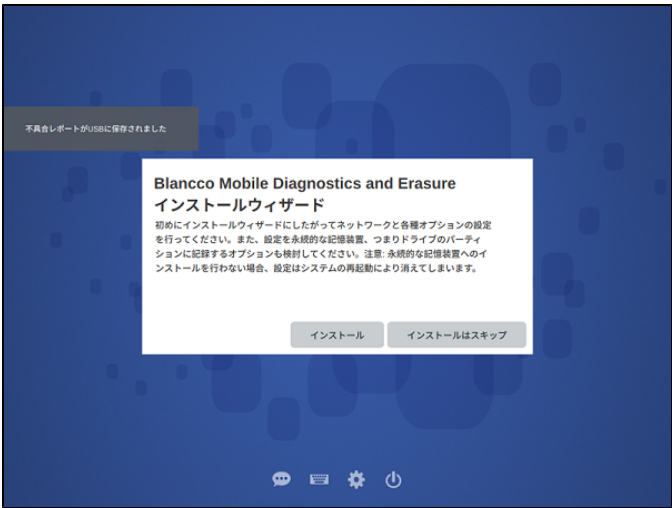 不具合レポートがUSBに保存されました
Blancco Mobile Diagnostics and Erasure
インストールウィザード
初めにインストールウィザードにしたがってネットワークと各種オプションの設定
を行ってください。また、設定を永続的な記憶装置、つまりドライブのパーティ
ションに記録するオプションも検討してください。注意: 永続的な記憶装置へのイ
ンストールを行わない場合、設定はシステムの再起動により消えてしまいます。
インストール
インストールはスキップ